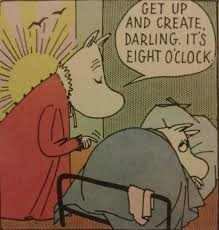 GET UP
AND CREATE,
DARLING. IT'S
EIGHT O'CLOCK.